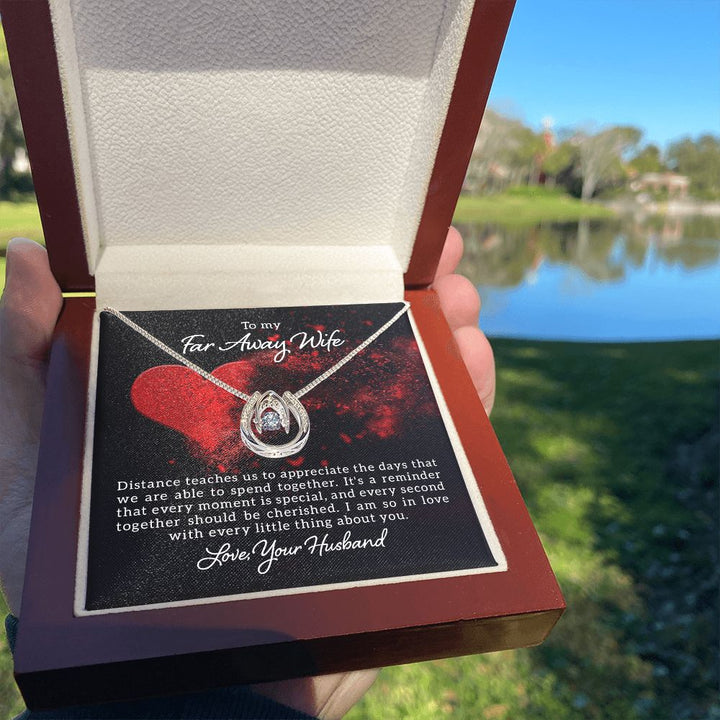 To my
Far Away Wife
Distance teaches us to appreciate the days that
we are able to spend together. It's a reminder
that every moment is special, and every second
together should be cherished. I am so in love
with every little thing about you.
Love, Your Husband